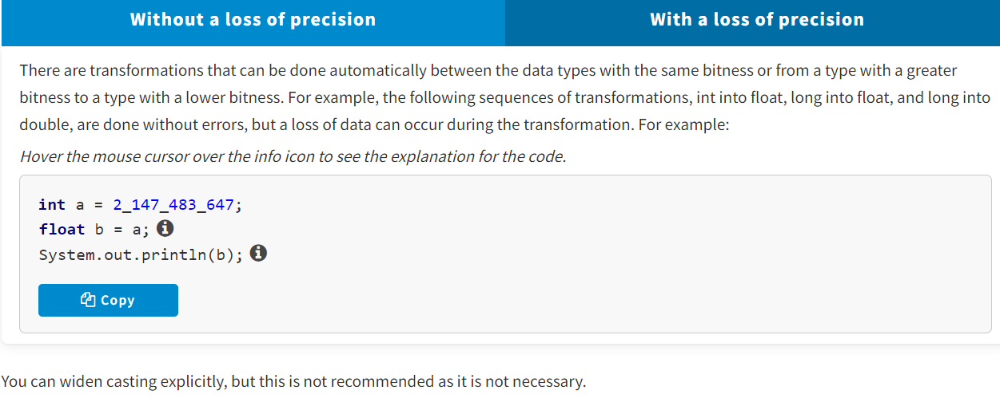 Without a loss of precision
With a loss of precision
There are transformations that can be done automatically between the data types with the same bitness or from a type with a greater
bitness to a type with a lower bitness. For example, the following sequences of transformations, int into float, long into float, and long into
double, are done without errors, but a loss of data can occur during the transformation. For example:
Hover the mouse cursor over the info icon to see the explanation for the code.
int a = 2_147_483_647;
float b = a;
System.out.println(b);
Copy
You can widen casting explicitly, but this is not recommended as it is not necessary.